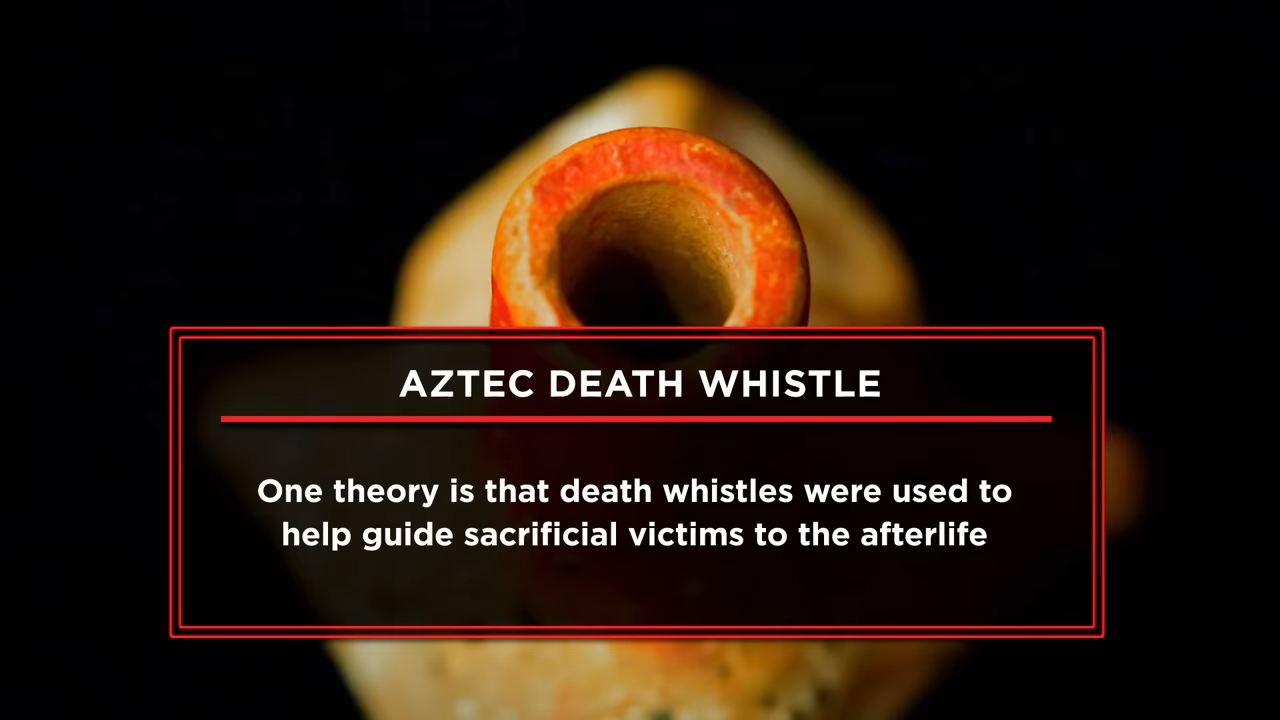 AZTEC DEATH WHISTLE
One theory is that death whistles were used to
help guide sacrificial victims to the afterlife